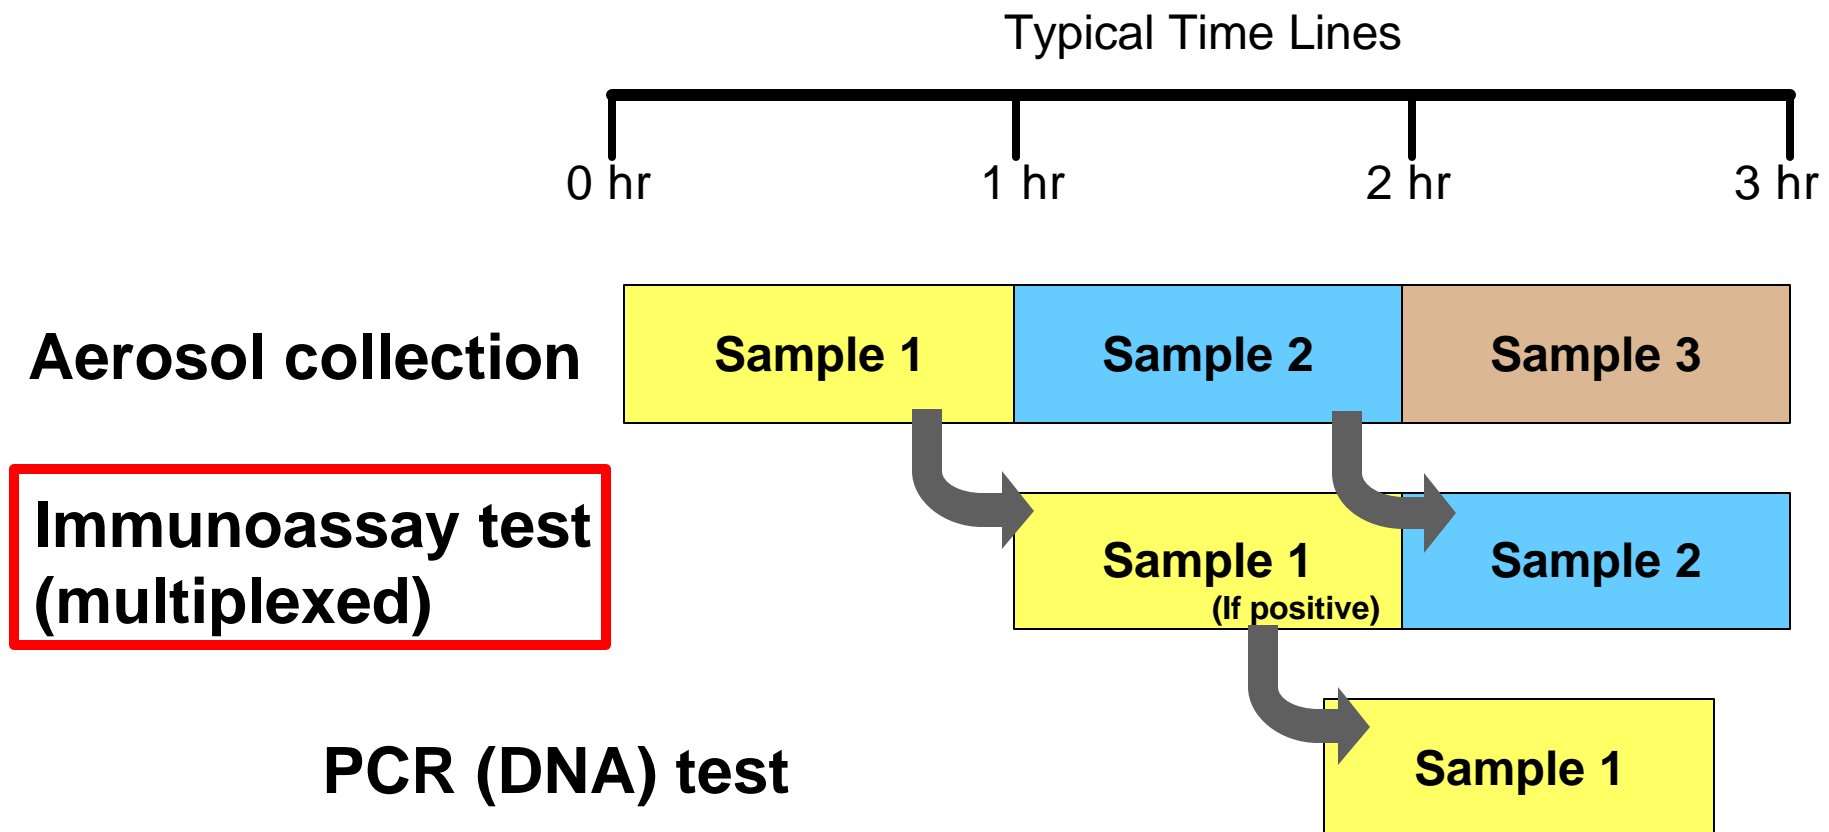 Typical Time Lines
0 hr
1 hr
2 hr
3 hr
Aerosol collection
Sample 1
Sample 2
Sample 3
Immunoassay test
(multiplexed)
Sample 1
(If positive)
Sample 2
PCR (DNA) test
Sample 1